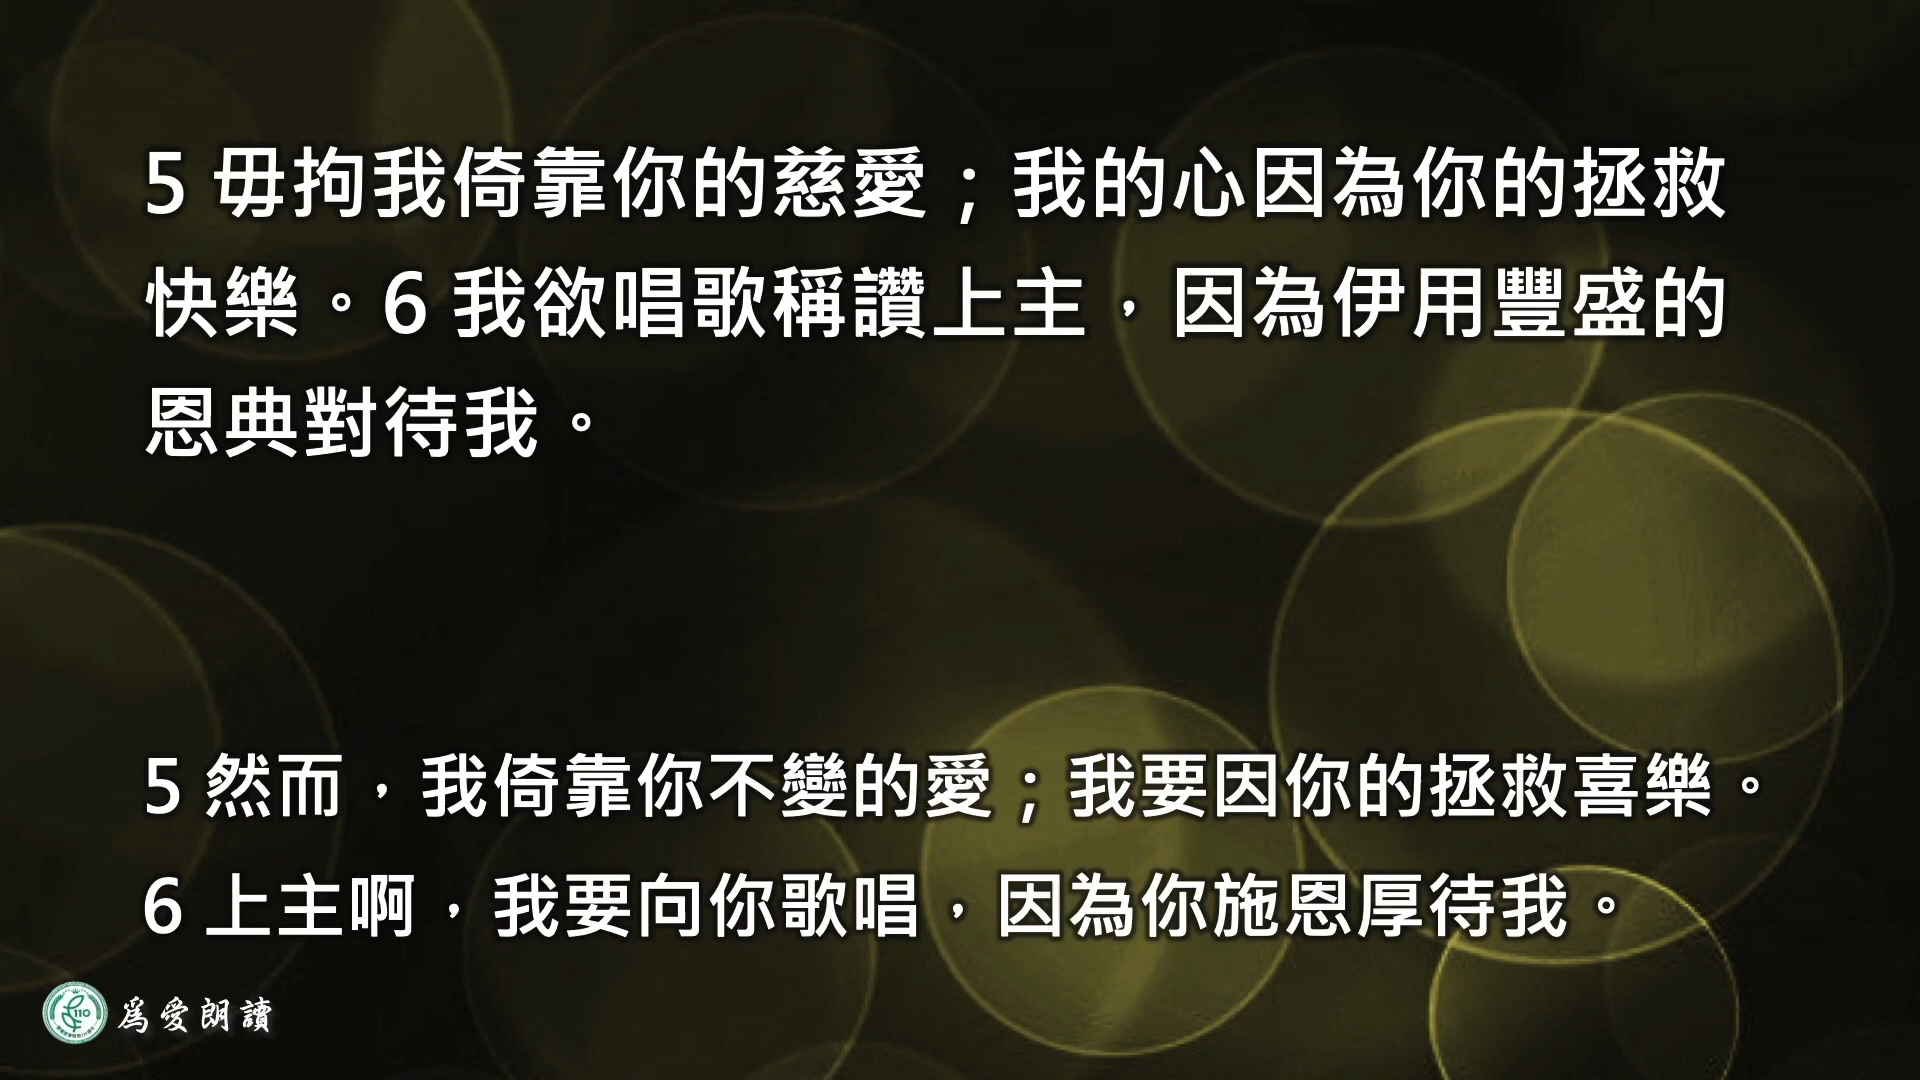 5 毋拘我倚靠你的慈愛；我的心因為你的拯救
快樂。6 我欲唱歌稱讚上主，因為伊用豐盛的
恩典對待我。
5 然而，我倚靠你不變的愛；我要因你的拯救喜樂。
6 上主啊，我要向你歌唱，因為你施恩厚待我。
110
為愛朗讀